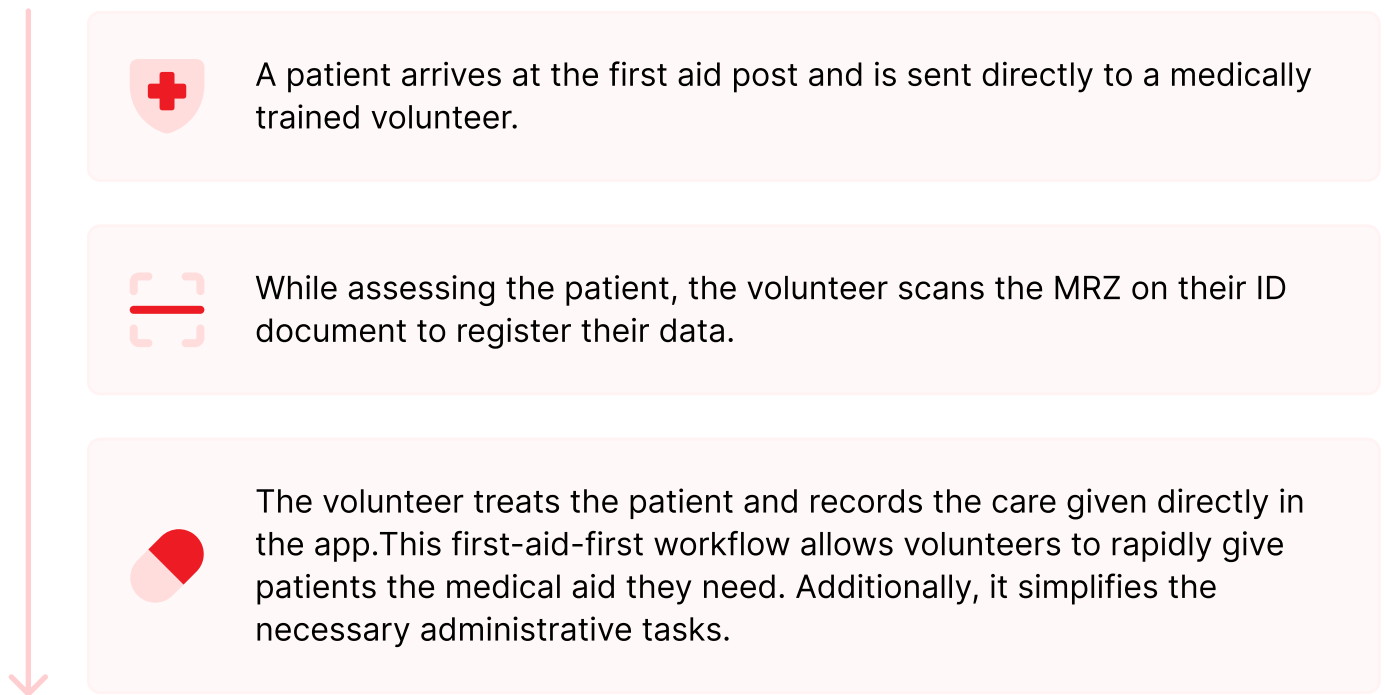 A patient arrives at the first aid post and is sent directly to a medically
trained volunteer.
While assessing the patient, the volunteer scans the MRZ on their ID
document to register their data.
The volunteer treats the patient and records the care given directly in
the app.This first-aid-first workflow allows volunteers to rapidly give
patients the medical aid they need. Additionally, it simplifies the
necessary administrative tasks.